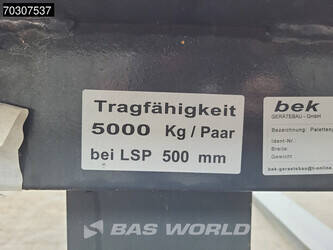 70307537
Tragfähigkeit
5000 Kg / Paar
bei LSP 500 mm
bek
GERÄTEBAU - GmbH
Bezeichnung:
Ident-Nr.
Breite:
Gewicht
BAS WORLD